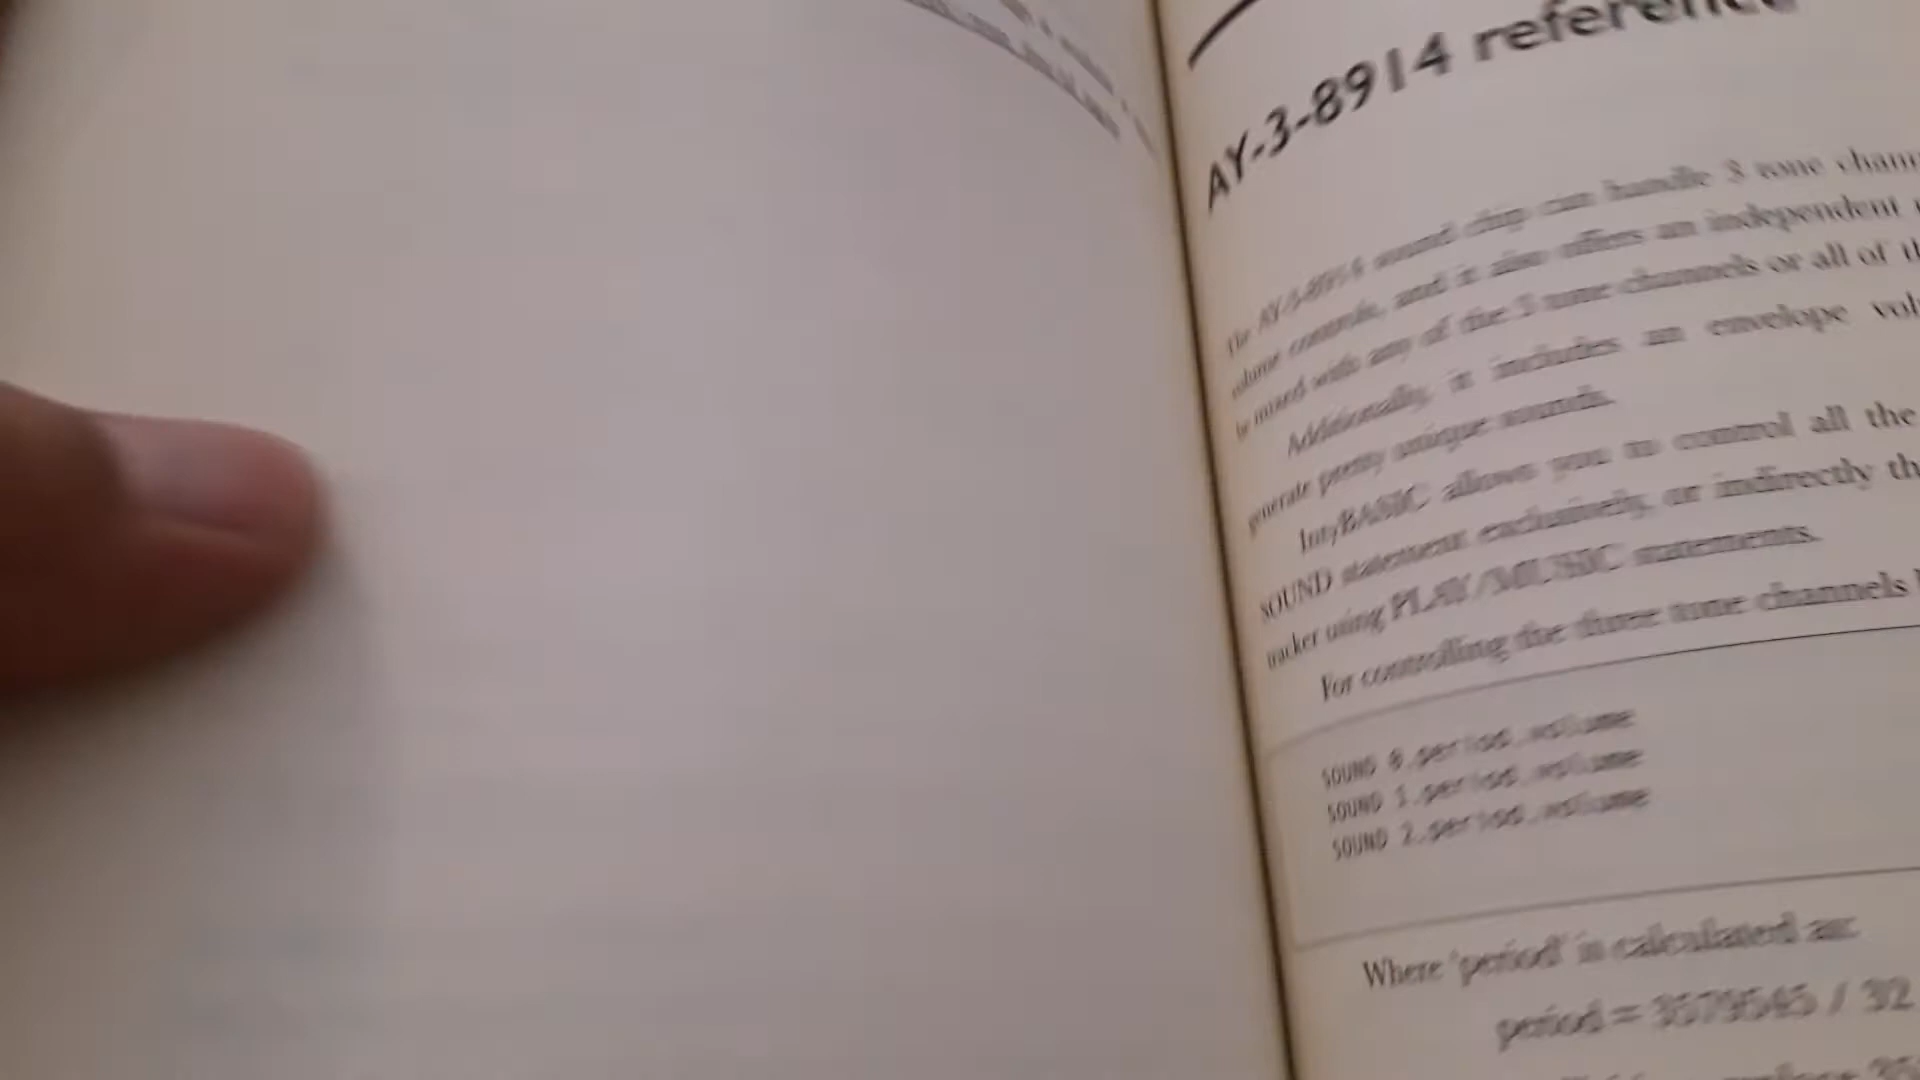 AY-3-8914 reference
The AY-3-8914 sound chip can handle 3 tone
volume controls, and it also offers an independent
be mixed with any of the 3 tone channels or all of
Additionally, it includes an envelope
generate pretty unique sounds.
IntyBASIC allows you to control all the
SOUND statement exclusively, or indirectly
tracker using PLAY/MUSIC statements.
For controlling the three tone channels
SOUND 0,period,volume
SOUND 1,period,volume
SOUND 2,period,volume
Where 'period' is calculated as:
period = 3579545 / 32